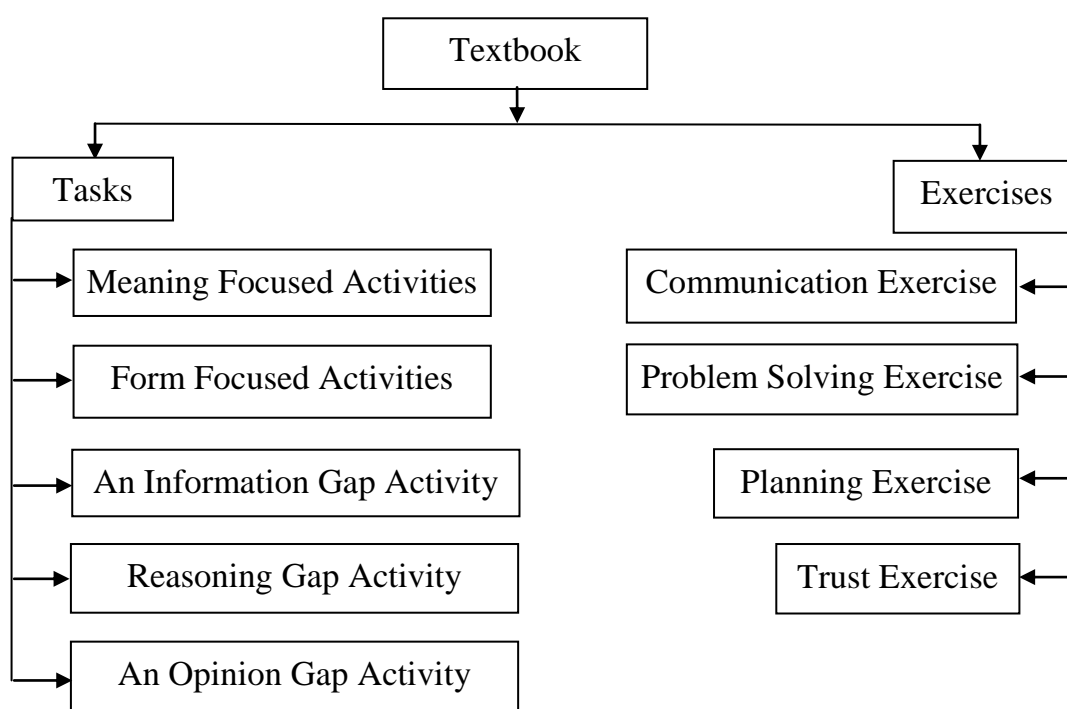 Textbook
Tasks
Exercises
Meaning Focused Activities
Communication Exercise
Form Focused Activities
Problem Solving Exercise
An Information Gap Activity
Planning Exercise
Reasoning Gap Activity
Trust Exercise
An Opinion Gap Activity